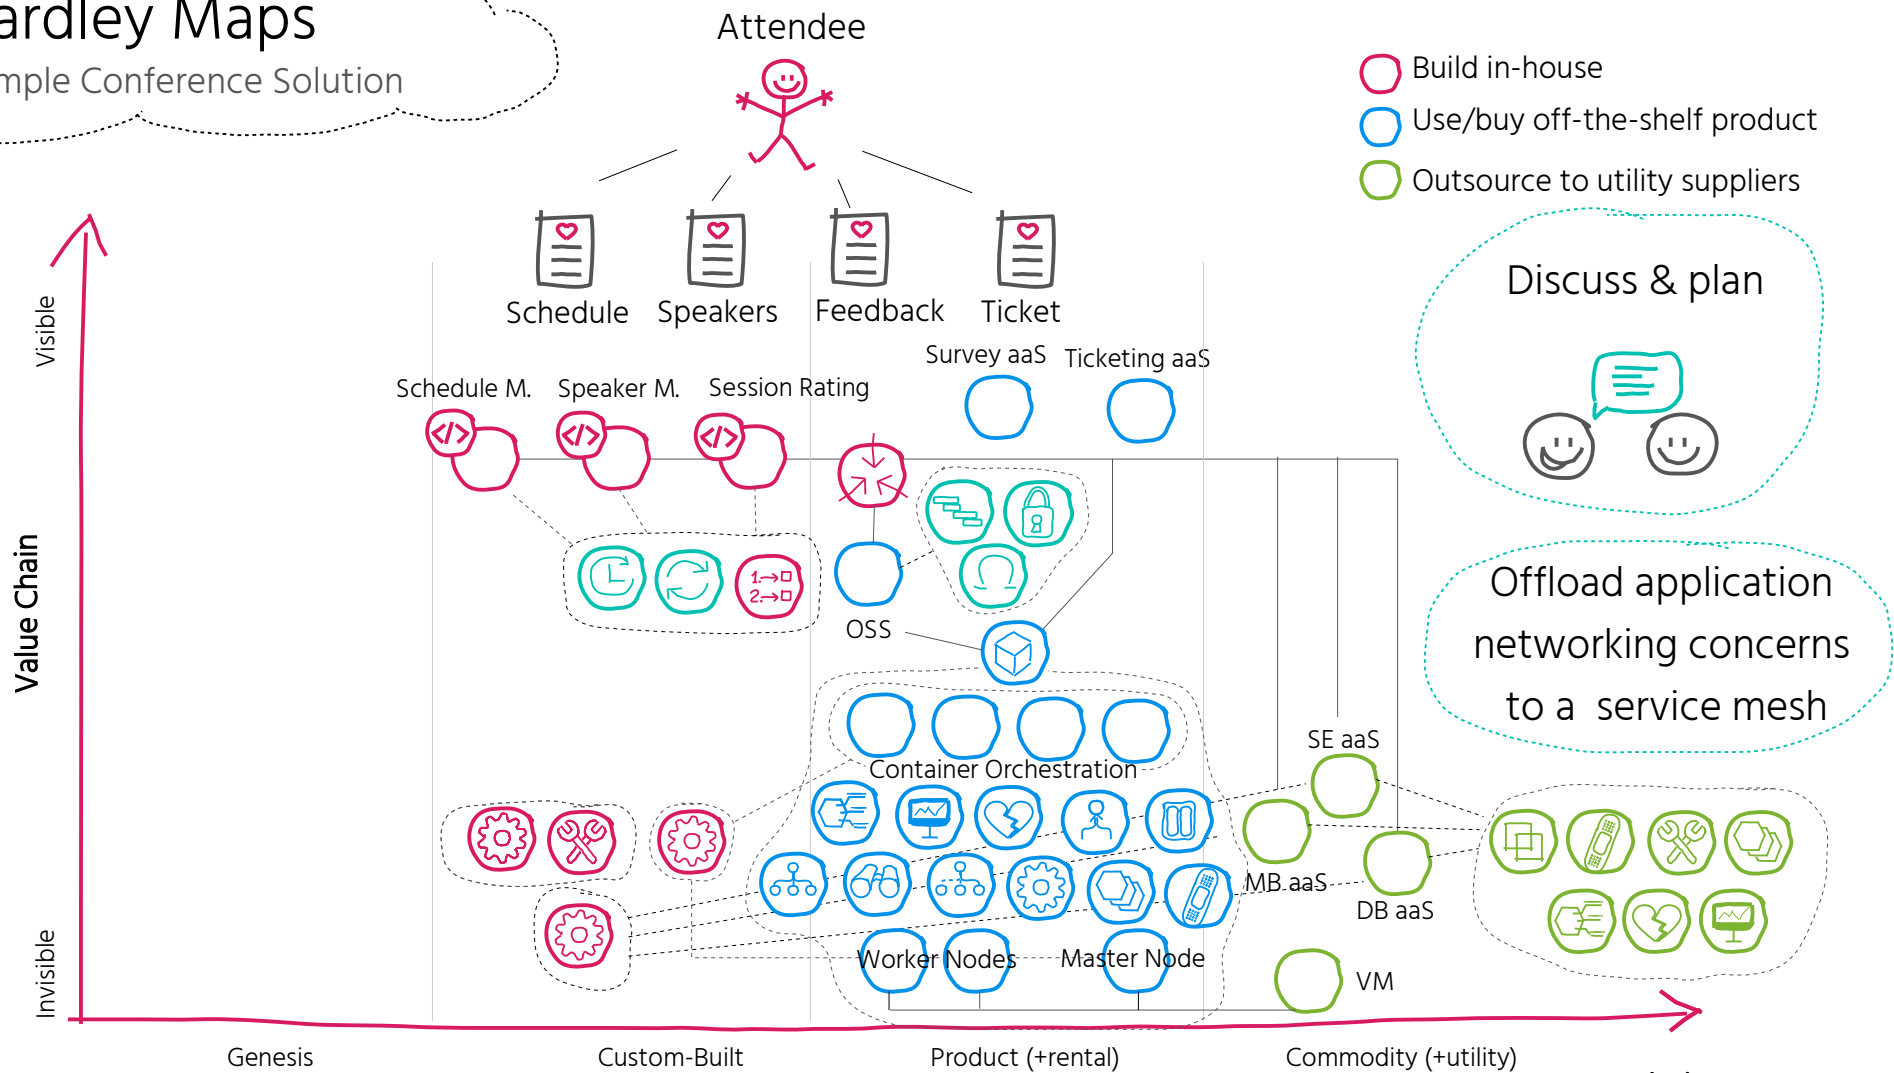 ardley Maps
mple Conference Solution
Attendee
Build in-house
Use/buy off-the-shelf product
Outsource to utility suppliers
Discuss & plan
Schedule
Speakers
Feedback
Ticket
Survey aaS
Ticketing aaS
Schedule M.
Speaker M.
Session Rating
</>
</>
</>
1.→
2.→
OSS
Offload application
networking concerns
to a service mesh
Container Orchestration
SE aaS
MB aaS
DB aaS
Worker Nodes
Master Node
VM
Visible
Value Chain
Invisible
Genesis
Custom-Built
Product (+rental)
Commodity (+utility)